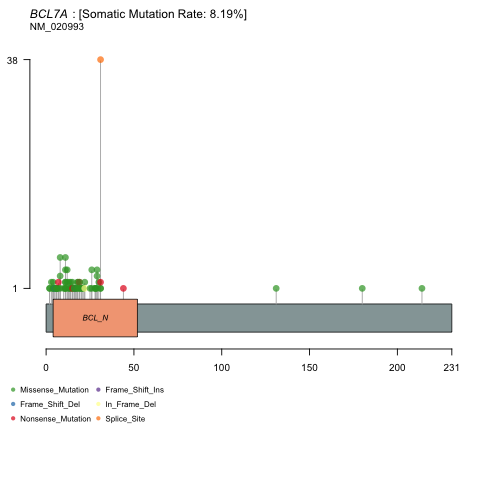 BCL7A : [Somatic Mutation Rate: 8.19%]
NM_020993
38
1
BCL_N
0 50 100 150 200 231
Missense_Mutation Frame_Shift_Ins
Frame_Shift_Del In_Frame_Del
Nonsense_Mutation Splice_Site